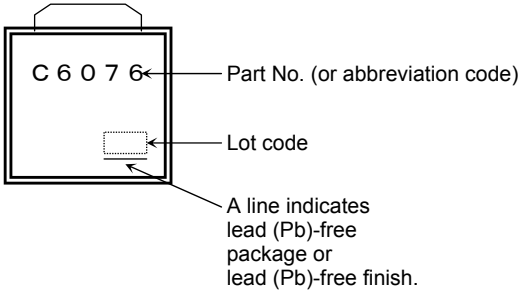 C6076
Part No. (or abbreviation code)
Lot code
A line indicates
lead (Pb)-free
package or
lead (Pb)-free finish.